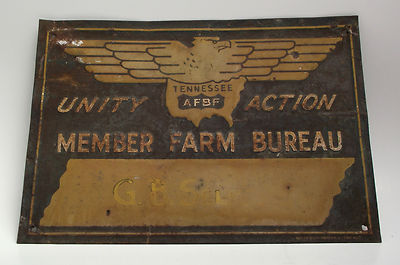 TENNESSEE
AFBF
UNITY ACTION
MEMBER FARM BUREAU